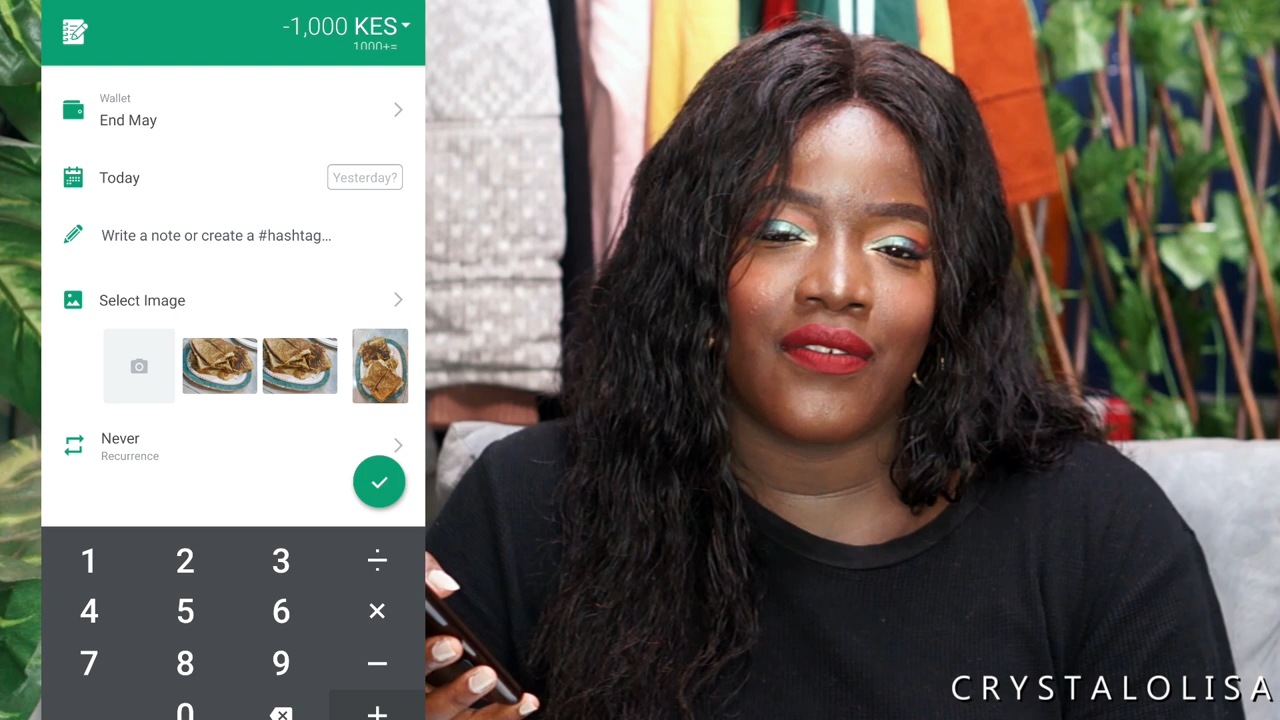 -1,000 KES
1000+=
Wallet
End May
Today
Yesterday?
Write a note or create a #hashtag...
Select Image
Never
Recurrence
1 2 3 ÷
4 5 6 ×
7 8 9 −
0 +
CRYSTALOLISA